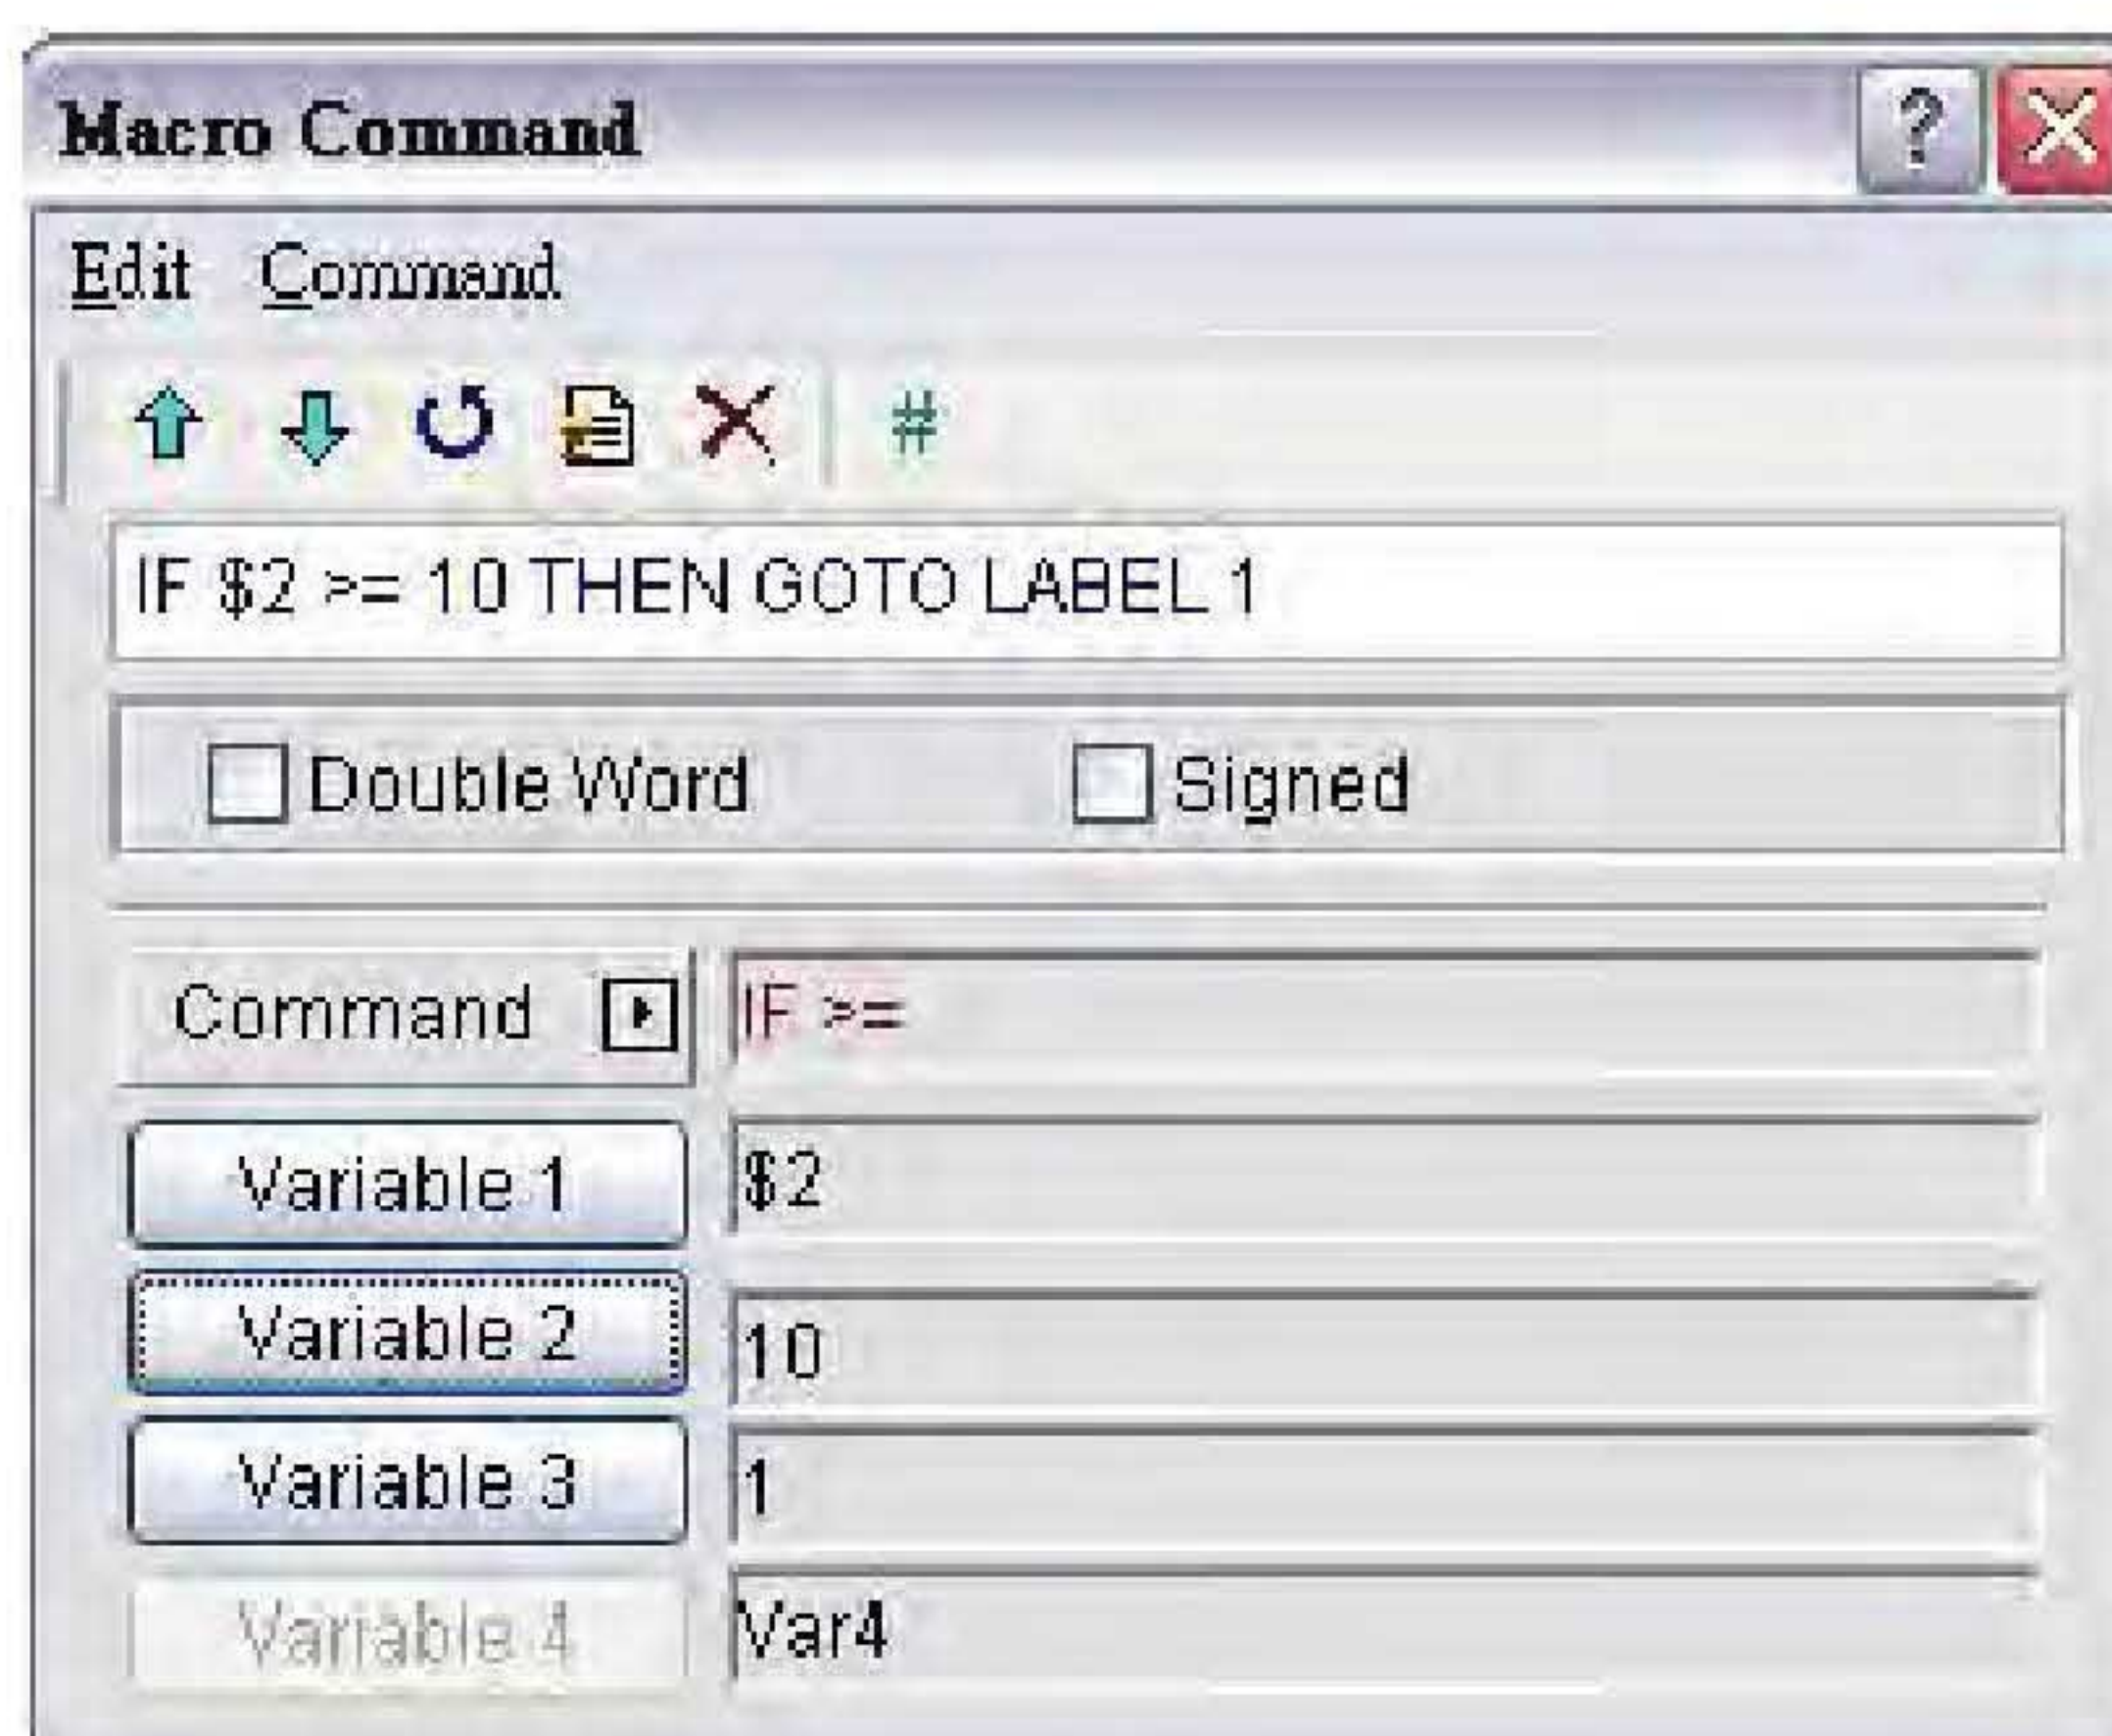 Macro Command
Edit Command
#
IF $2 >= 10 THEN GOTO LABEL 1
Double Word Signed
Command IF >=
Variable 1 $2
Variable 2 10
Variable 3 1
Variable 4 Var4